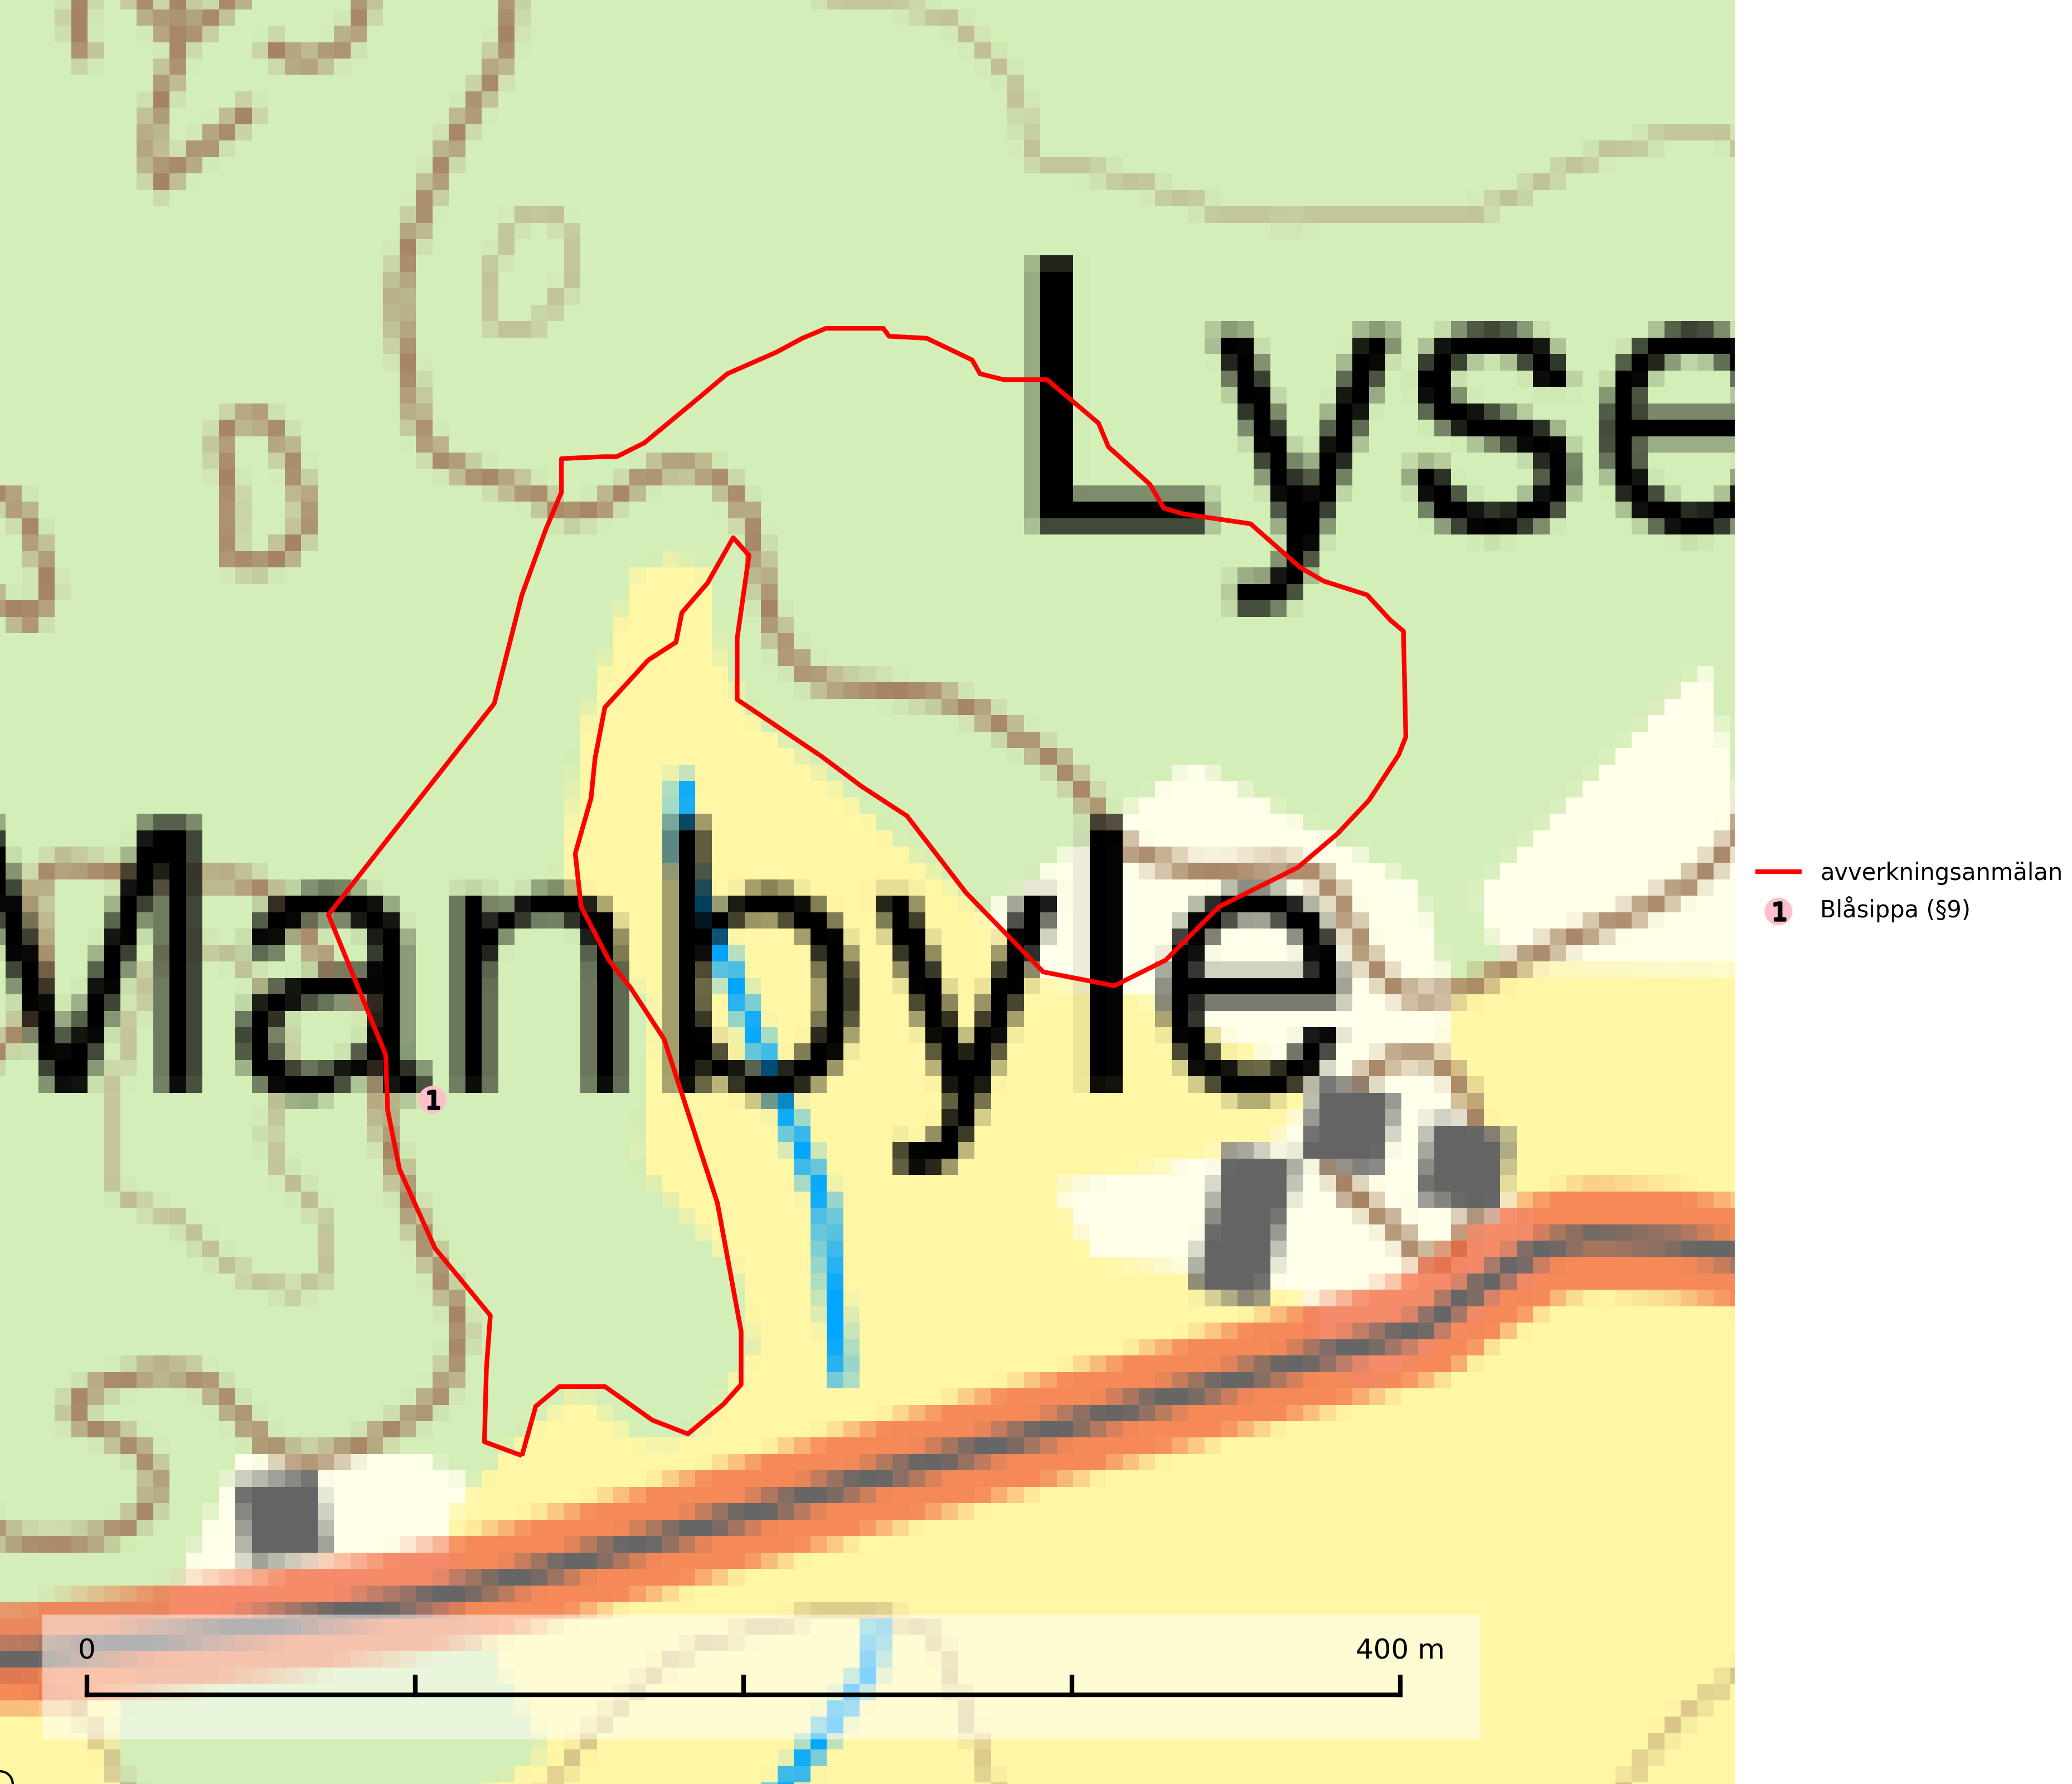 Lyse
Manbyle
1
avverkningsanmälan
1 Blåsippa (§9)
0 400 m